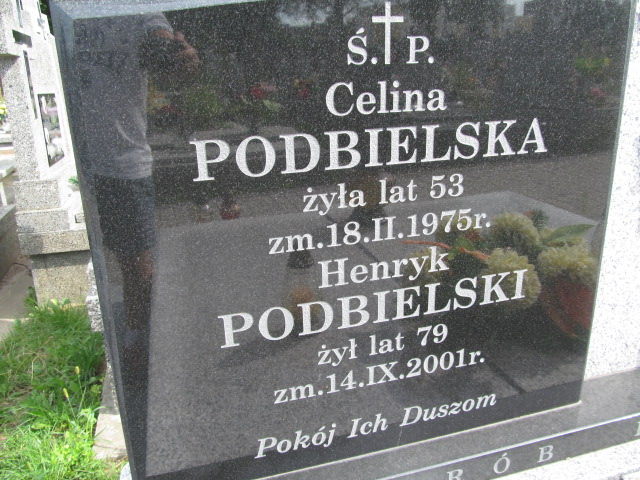 Ś. P.
Celina
PODBIELSKA
żyła lat 53
zm.18.II.1975r.
Henryk
PODBIELSKI
żył lat 79
zm.14.IX.2001r.
Pokój Ich Duszom
RÓB